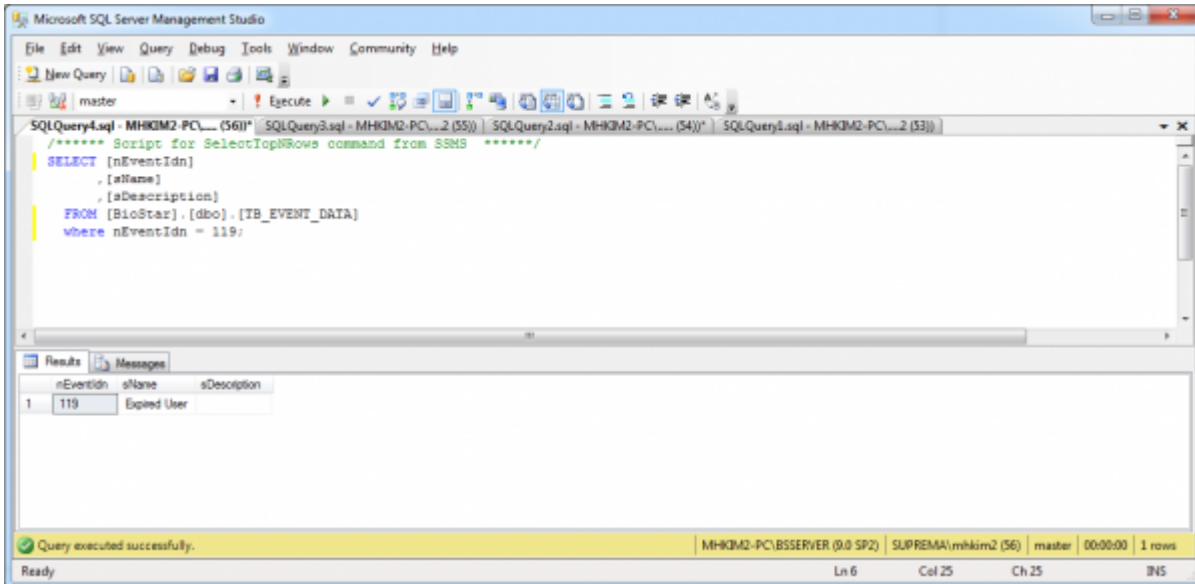 Microsoft SQL Server Management Studio
File Edit View Query Debug Tools Window Community Help
New Query
master Execute
SQLQuery4.sql - MHKIM2-PC\..... (56))* SQLQuery3.sql - MHKIM2-PC\....2 (55)) SQLQuery2.sql - MHKIM2-PC\..... (54))* SQLQuery1.sql - MHKIM2-PC\....2 (53))
/****** Script for SelectTopNRows command from SSMS ******/
SELECT [nEventIdn]
,[sName]
,[sDescription]
FROM [BioStar].[dbo].[TB_EVENT_DATA]
where nEventIdn = 119;
Results Messages
nEventIdn sName sDescription
1 119 Expired User
Query executed successfully. MHKIM2-PC\BSSERVER (9.0 SP2) SUPREMA\mhkim2 (56) master 00:00:00 1 rows
Ready Ln 6 Col 25 Ch 25 INS